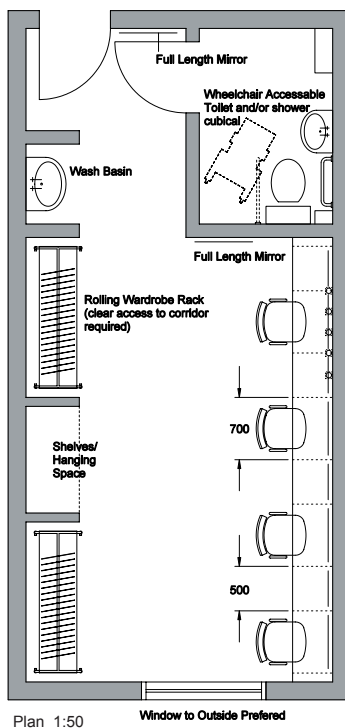 Full Length Mirror
Wheelchair Accessable
Toilet and/or shower
cubical
Wash Basin
Full Length Mirror
Rolling Wardrobe Rack
(clear access to corridor
required)
700
Shelves/
Hanging
Space
500
Plan 1:50
Window to Outside Prefered